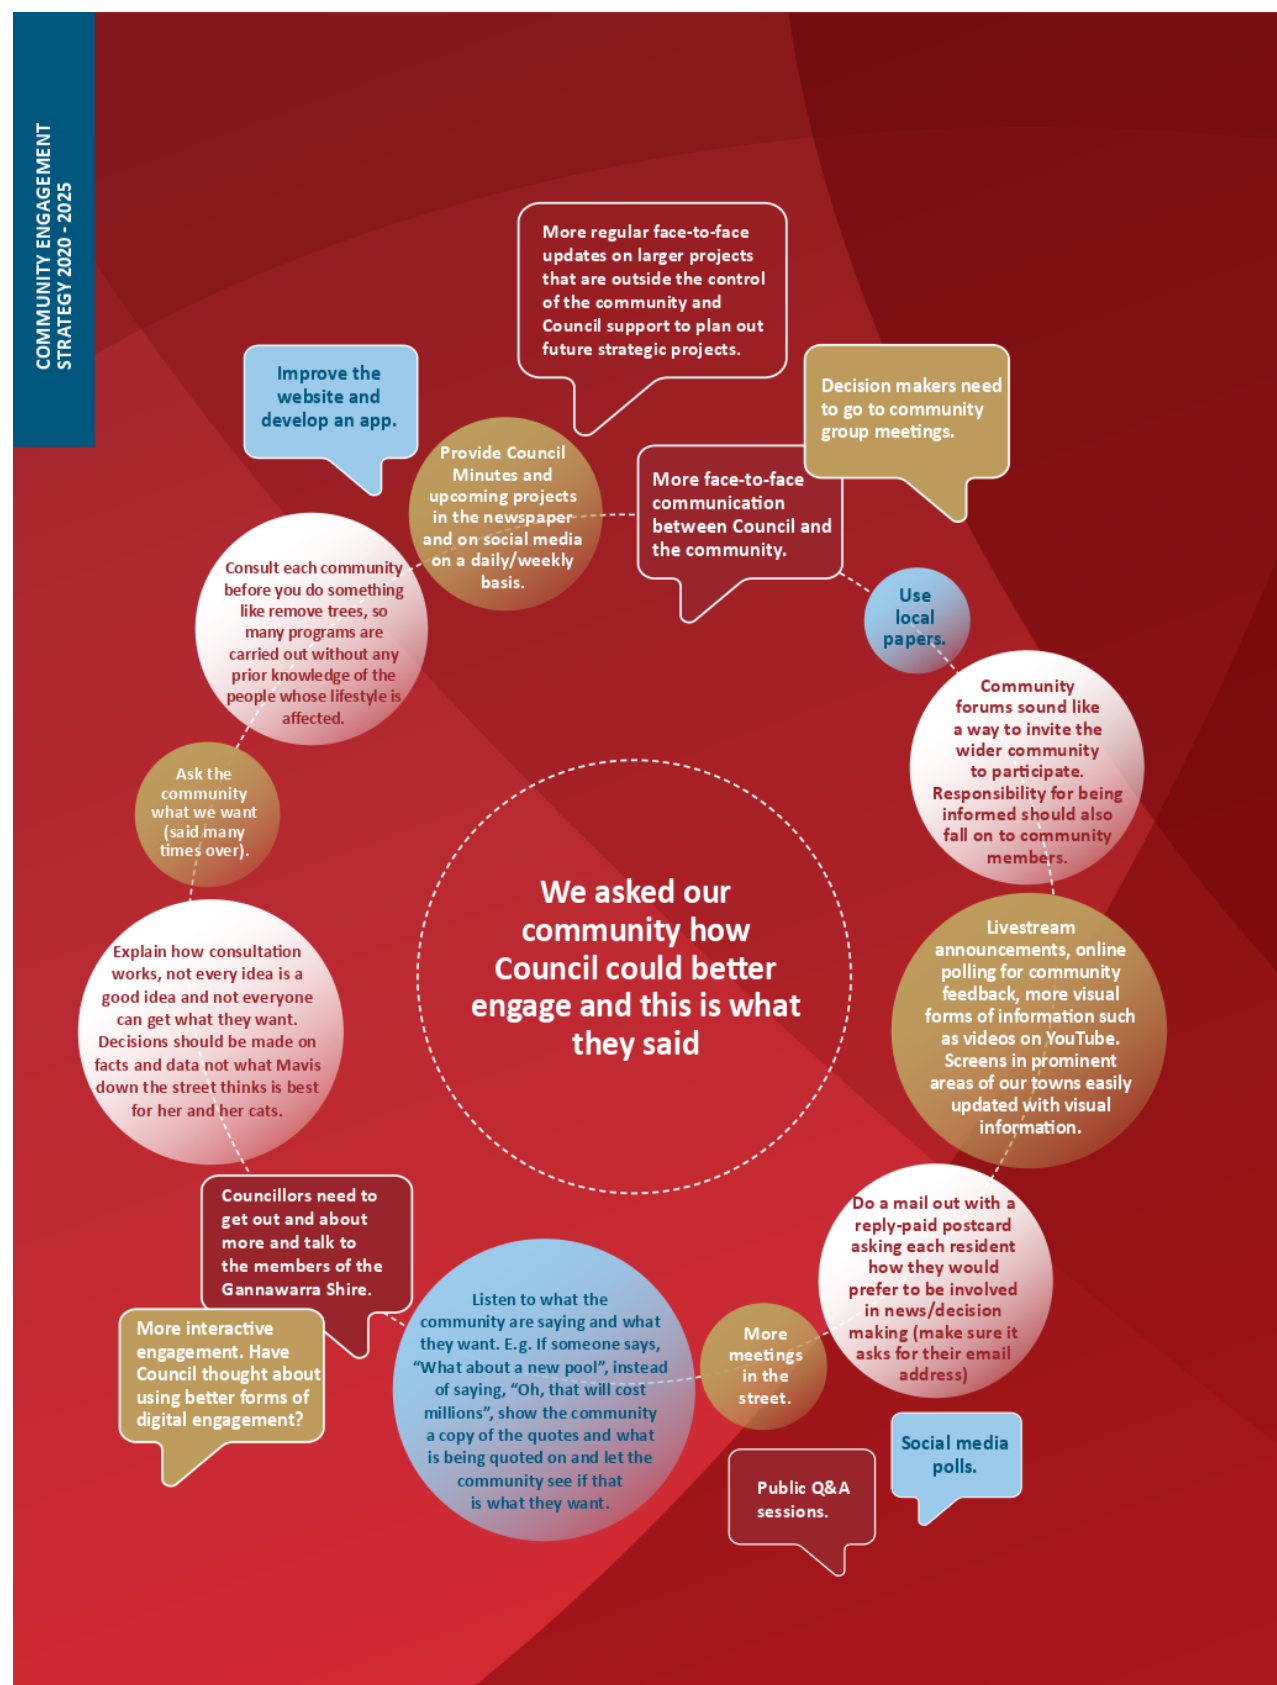 COMMUNITY ENGAGEMENT
STRATEGY 2020 - 2025
More regular face-to-face
updates on larger projects
that are outside the control
of the community and
Council support to plan out
future strategic projects.
Improve the
website and
develop an app.
Decision makers need
to go to community
group meetings.
Provide Council
Minutes and
upcoming projects
in the newspaper
and on social media
on a daily/weekly
basis.
More face-to-face
communication
between Council and
the community.
Consult each community
before you do something
like remove trees, so
many programs are
carried out without any
prior knowledge of the
people whose lifestyle is
affected.
Use
local
papers.
Community
forums sound like
a way to invite the
wider community
to participate.
Responsibility for being
informed should also
fall on to community
members.
Ask the
community
what we want
(said many
times over).
We asked our
community how
Council could better
engage and this is what
they said
Explain how consultation
works, not every idea is a
good idea and not everyone
can get what they want.
Decisions should be made on
facts and data not what Mavis
down the street thinks is best
for her and her cats.
Livestream
announcements, online
polling for community
feedback, more visual
forms of information such
as videos on YouTube.
Screens in prominent
areas of our towns easily
updated with visual
information.
Councillors need to
get out and about
more and talk to
the members of the
Gannawarra Shire.
Do a mail out with a
reply-paid postcard
asking each resident
how they would
prefer to be involved
in news/decision
making (make sure it
asks for their email
address)
More interactive
engagement. Have
Council thought about
using better forms of
digital engagement?
Listen to what the
community are saying and what
they want. E.g. If someone says,
“What about a new pool”, instead
of saying, “Oh, that will cost
millions”, show the community
a copy of the quotes and what
is being quoted on and let the
community see if that
is what they want.
More
meetings
in the
street.
Social media
polls.
Public Q&A
sessions.